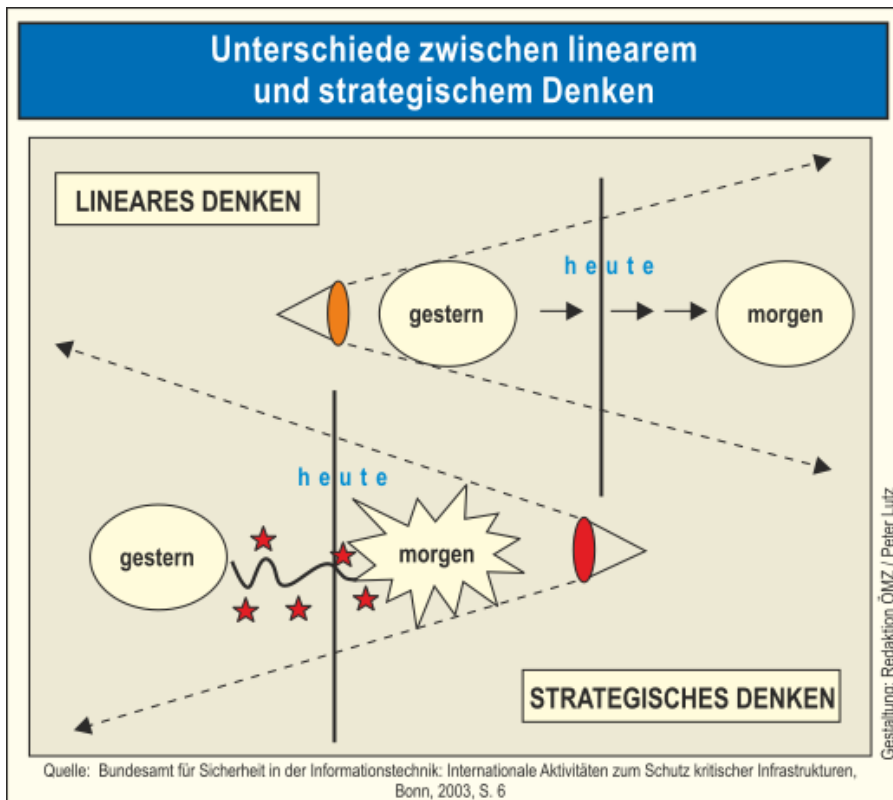 Unterschiede zwischen linearem
und strategischem Denken
LINEARES DENKEN
heute
gestern
morgen
heute
gestern
morgen
STRATEGISCHES DENKEN
Gestaltung: Redaktion ÖMZ / Peter Lutz
Quelle: Bundesamt für Sicherheit in der Informationstechnik: Internationale Aktivitäten zum Schutz kritischer Infrastrukturen,
Bonn, 2003, S. 6